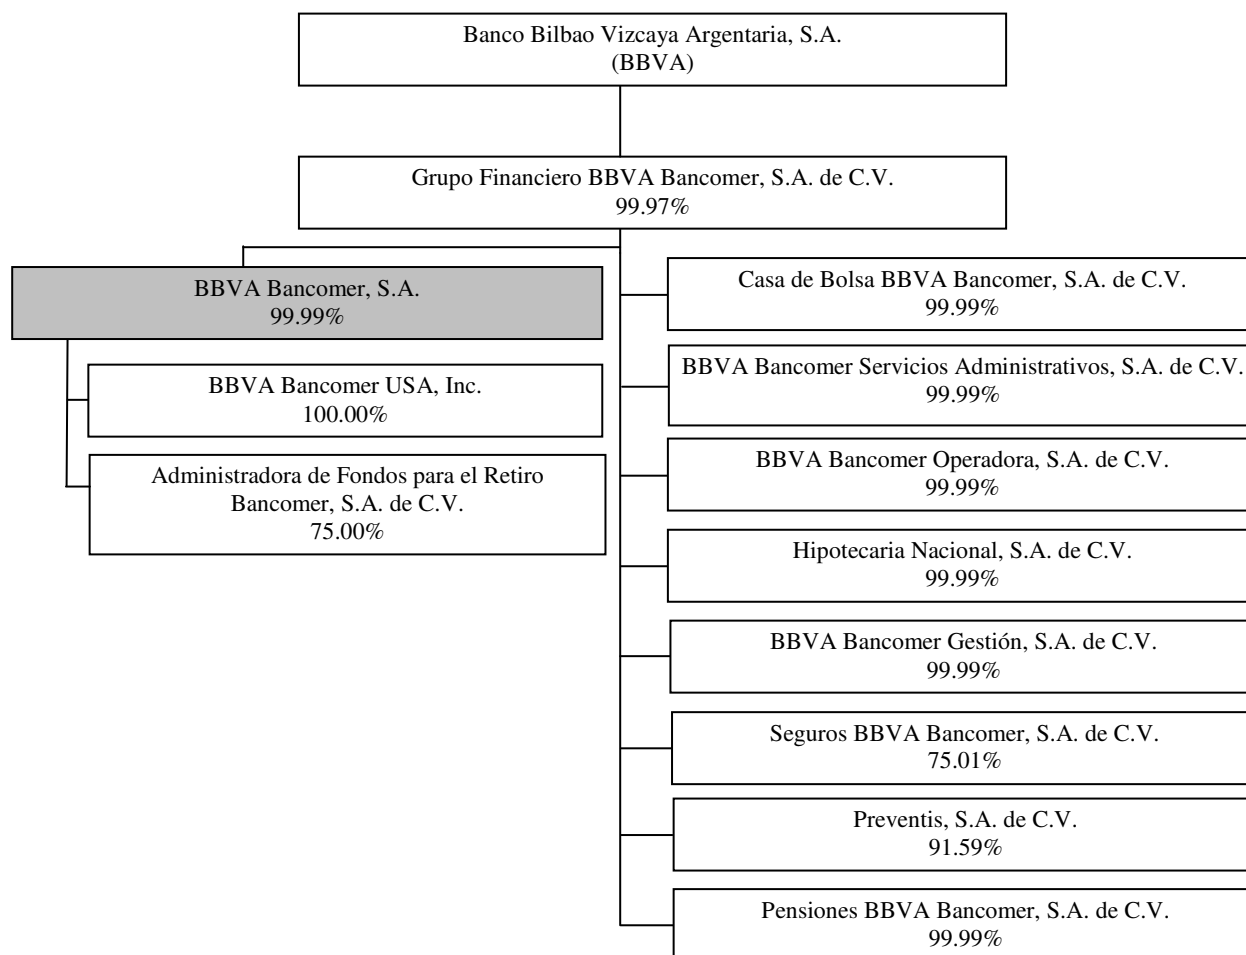 Banco Bilbao Vizcaya Argentaria, S.A.
(BBVA)
Grupo Financiero BBVA Bancomer, S.A. de C.V.
99.97%
BBVA Bancomer, S.A.
99.99%
BBVA Bancomer USA, Inc.
100.00%
Administradora de Fondos para el Retiro
Bancomer, S.A. de C.V.
75.00%
Casa de Bolsa BBVA Bancomer, S.A. de C.V.
99.99%
BBVA Bancomer Servicios Administrativos, S.A. de C.V.
99.99%
BBVA Bancomer Operadora, S.A. de C.V.
99.99%
Hipotecaria Nacional, S.A. de C.V.
99.99%
BBVA Bancomer Gestión, S.A. de C.V.
99.99%
Seguros BBVA Bancomer, S.A. de C.V.
75.01%
Preventis, S.A. de C.V.
91.59%
Pensiones BBVA Bancomer, S.A. de C.V.
99.99%